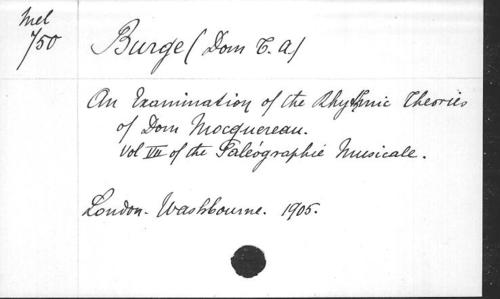 Mel
750
Burge (Dom T. A)
An Examination of the Rhythmic Theories
of Dom Mocquereau.
Vol VII of the Paléographie Musicale.
London - Washbourne. 1905.